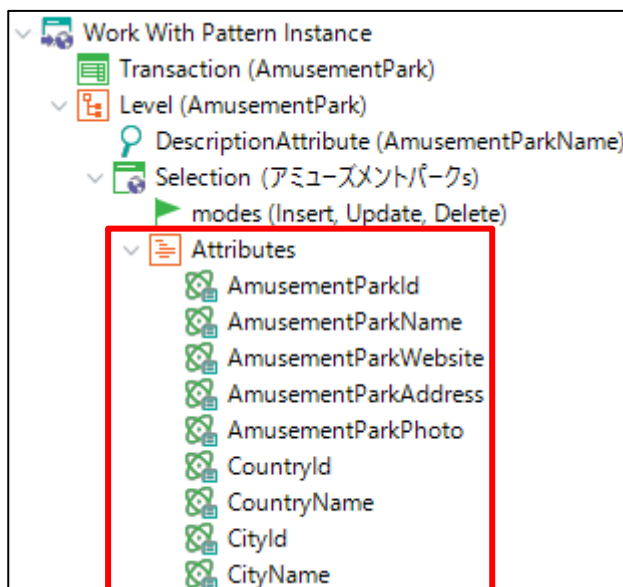 Work With Pattern Instance
Transaction (AmusementPark)
Level (AmusementPark)
DescriptionAttribute (AmusementParkName)
Selection (アミューズメントパークs)
modes (Insert, Update, Delete)
Attributes
AmusementParkId
AmusementParkName
AmusementParkWebsite
AmusementParkAddress
AmusementParkPhoto
CountryId
CountryName
CityId
CityName